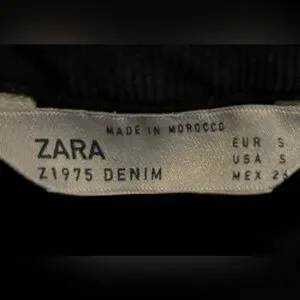 MADE IN MOROCCO
ZARA
Z1975 DENIM
EUR S
USA S
MEX 26